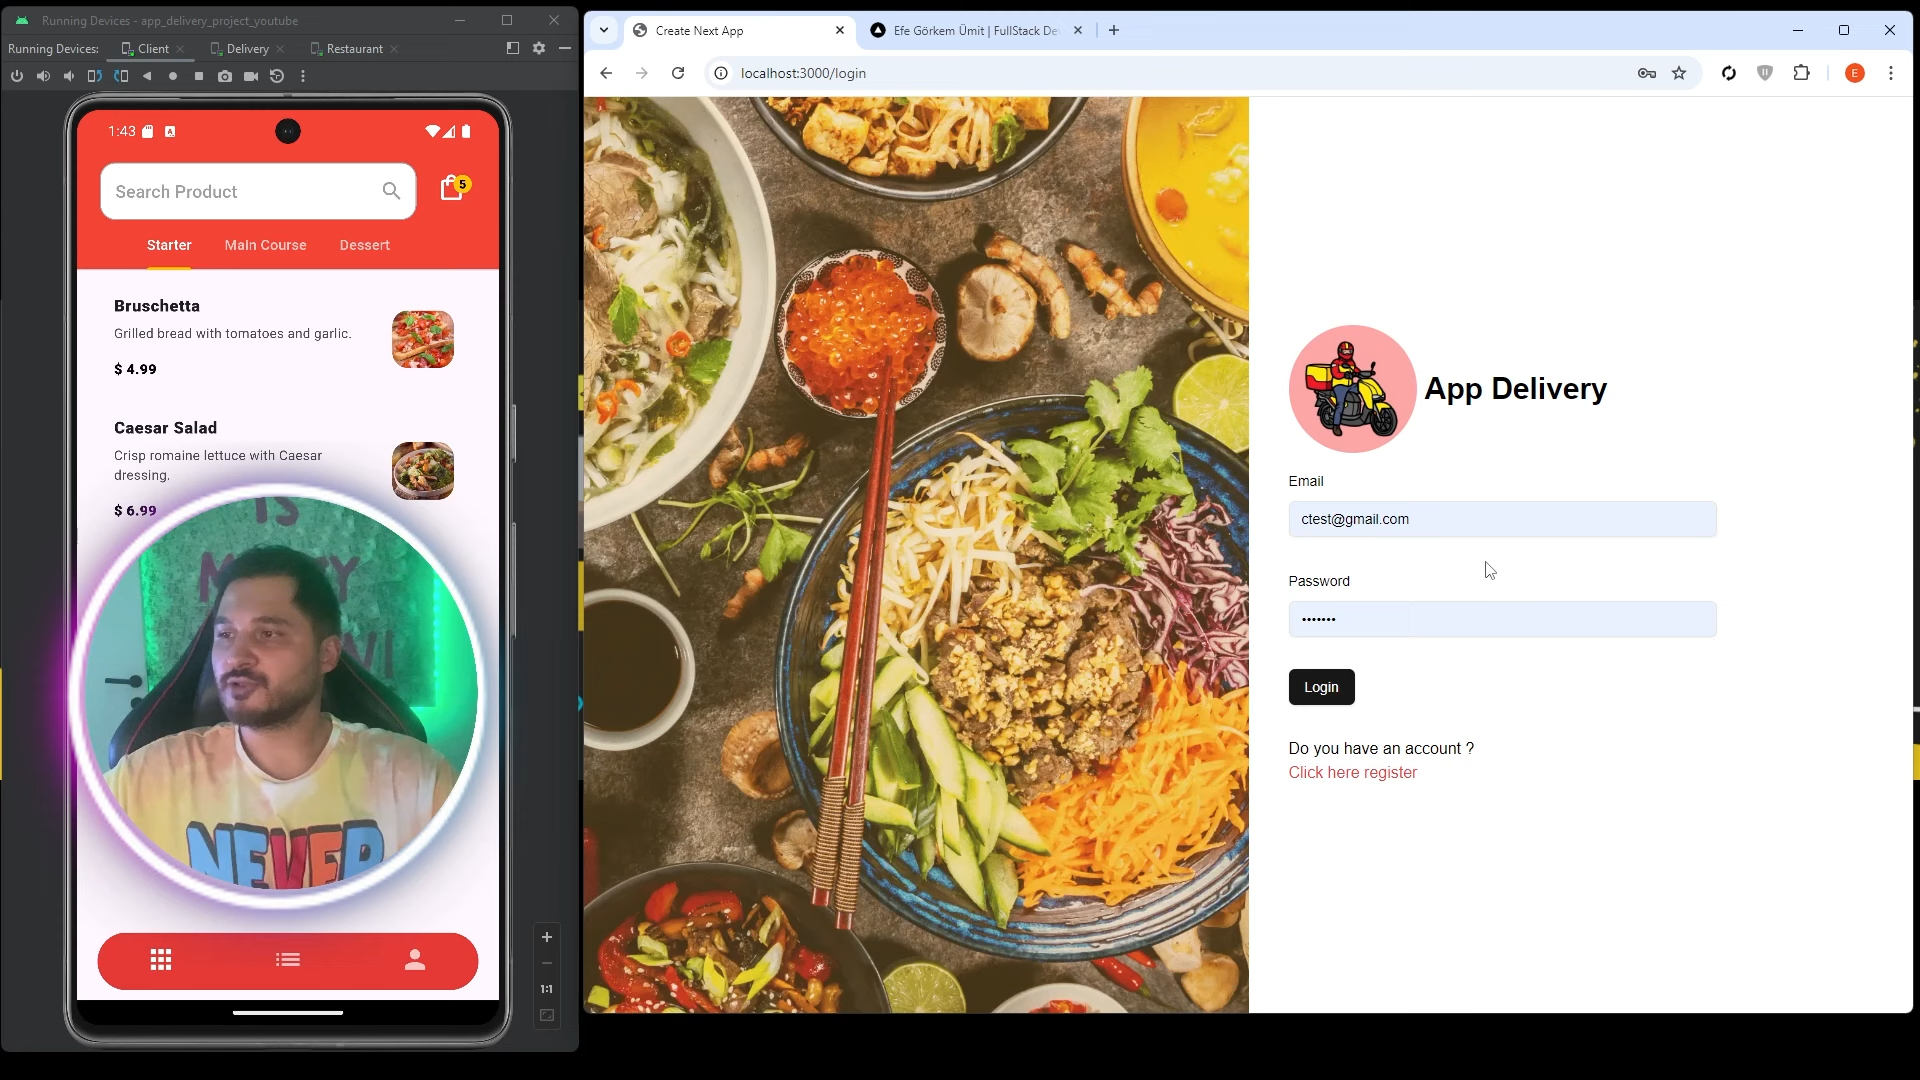 Running Devices - app_delivery_project_youtube
Running Devices:
Client
Delivery
Restaurant
1:43
Search Product
5
Starter
Main Course
Dessert
Bruschetta
Grilled bread with tomatoes and garlic.
$ 4.99
Caesar Salad
Crisp romaine lettuce with Caesar
dressing.
$ 6.99
IS
NEVER
1:1
Create Next App
Efe Görkem Ümit | FullStack De
localhost:3000/login
E
App Delivery
Email
ctest@gmail.com
Password
•••••••
Login
Do you have an account ?
Click here register